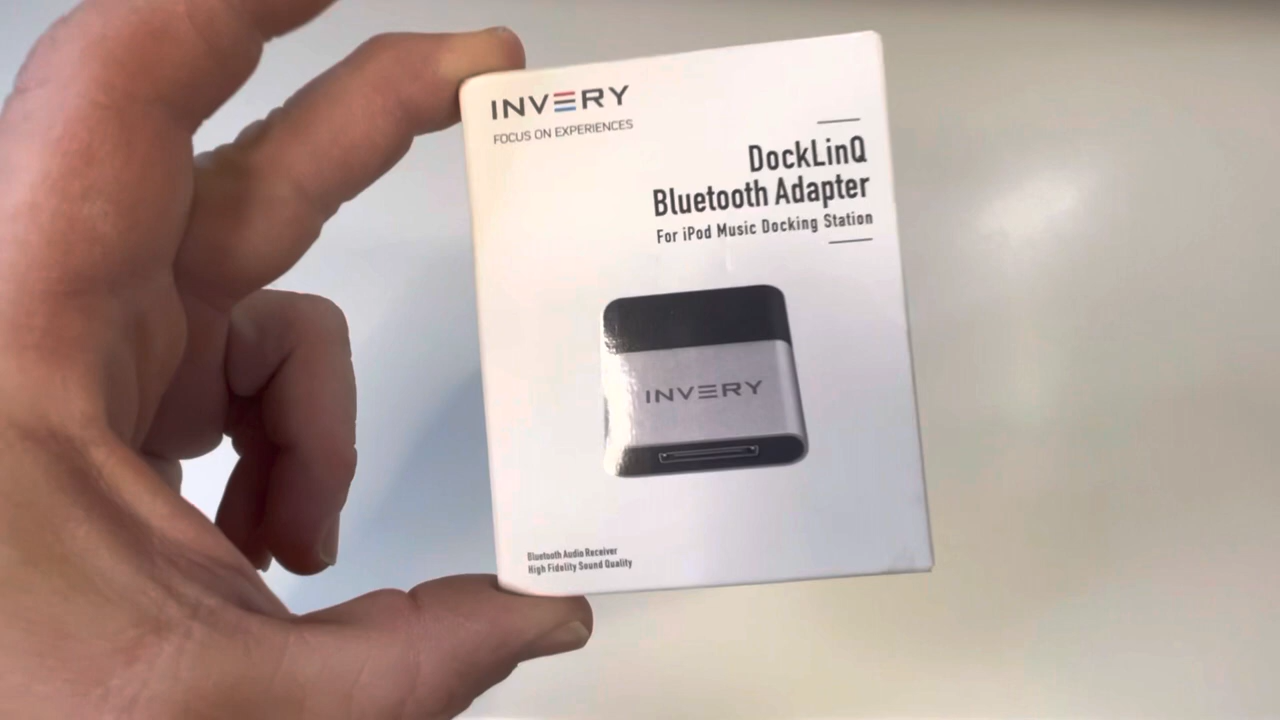 INVERY
FOCUS ON EXPERIENCES
DockLinQ
Bluetooth Adapter
For iPod Music Docking Station
INVERY
Bluetooth Audio Receiver
High Fidelity Sound Quality